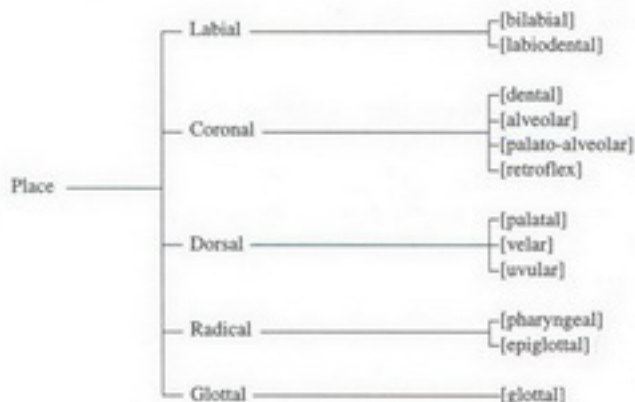 Labial
[bilabial]
[labiodental]
Coronal
[dental]
[alveolar]
[palato-alveolar]
[retroflex]
Place
Dorsal
[palatal]
[velar]
[uvular]
Radical
[pharyngeal]
[epiglottal]
Glottal
[glottal]